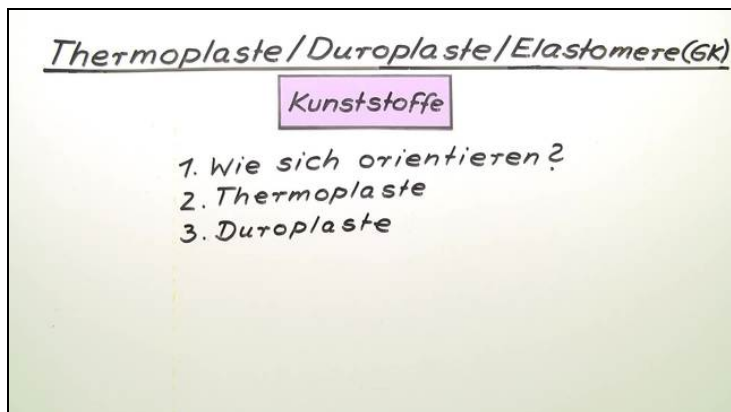 Thermoplaste/Duroplaste/Elastomere(GK)
Kunststoffe
1. Wie sich orientieren?
2. Thermoplaste
3. Duroplaste